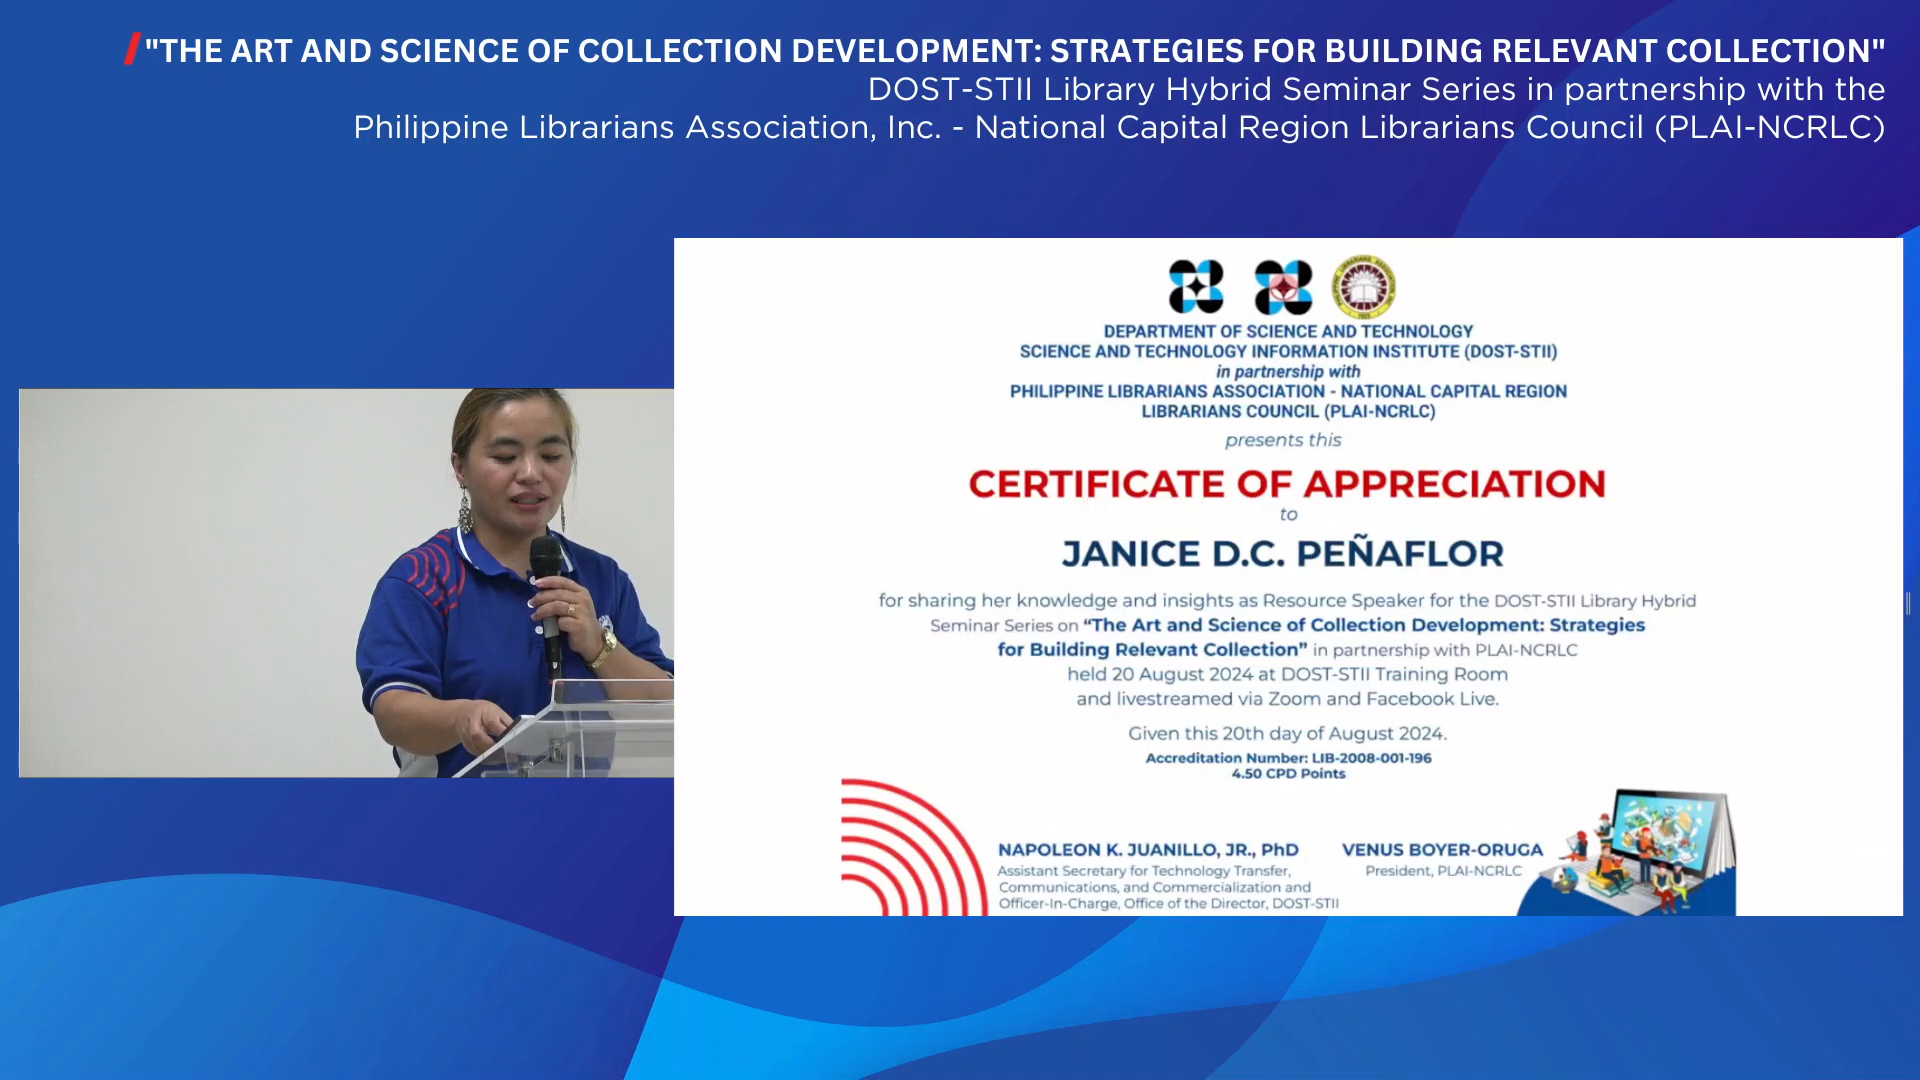 "THE ART AND SCIENCE OF COLLECTION DEVELOPMENT: STRATEGIES FOR BUILDING RELEVANT COLLECTION"
DOST-STII Library Hybrid Seminar Series in partnership with the
Philippine Librarians Association, Inc. - National Capital Region Librarians Council (PLAI-NCRLC)
DEPARTMENT OF SCIENCE AND TECHNOLOGY
SCIENCE AND TECHNOLOGY INFORMATION INSTITUTE (DOST-STII)
in partnership with
PHILIPPINE LIBRARIANS ASSOCIATION - NATIONAL CAPITAL REGION
LIBRARIANS COUNCIL (PLAI-NCRLC)
presents this
CERTIFICATE OF APPRECIATION
to
JANICE D.C. PEÑAFLOR
for sharing her knowledge and insights as Resource Speaker for the DOST-STII Library Hybrid
Seminar Series on “The Art and Science of Collection Development: Strategies
for Building Relevant Collection” in partnership with PLAI-NCRLC
held 20 August 2024 at DOST-STII Training Room
and livestreamed via Zoom and Facebook Live.
Given this 20th day of August 2024.
Accreditation Number: LIB-2008-001-196
4.50 CPD Points
NAPOLEON K. JUANILLO, JR., PhD
Assistant Secretary for Technology Transfer,
Communications, and Commercialization and
Officer-In-Charge, Office of the Director, DOST-STII
VENUS BOYER-ORUGA
President, PLAI-NCRLC